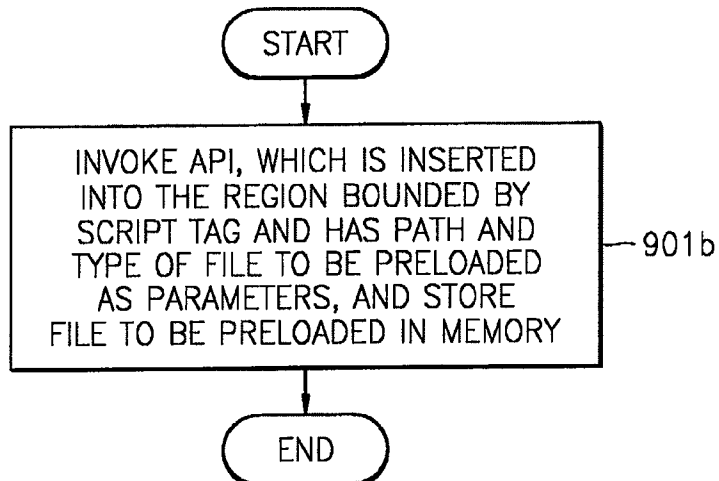 START
INVOKE API, WHICH IS INSERTED
INTO THE REGION BOUNDED BY
SCRIPT TAG AND HAS PATH AND
TYPE OF FILE TO BE PRELOADED
AS PARAMETERS, AND STORE
FILE TO BE PRELOADED IN MEMORY
901b
END